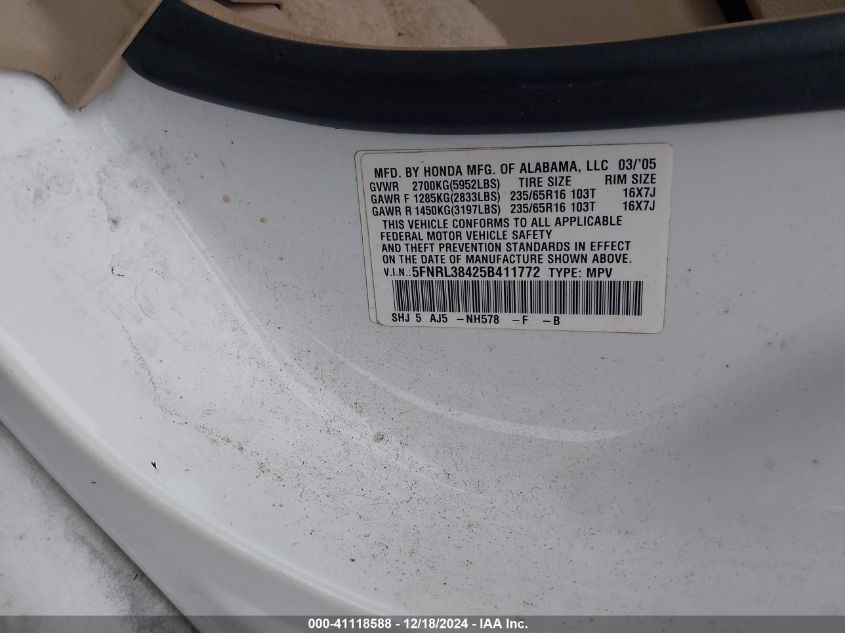 MFD. BY HONDA MFG. OF ALABAMA, LLC 03/'05
GVWR 2700KG(5952LBS) TIRE SIZE RIM SIZE
GAWR F 1285KG(2833LBS) 235/65R16 103T 16X7J
GAWR R 1450KG(3197LBS) 235/65R16 103T 16X7J
THIS VEHICLE CONFORMS TO ALL APPLICABLE
FEDERAL MOTOR VEHICLE SAFETY
AND THEFT PREVENTION STANDARDS IN EFFECT
ON THE DATE OF MANUFACTURE SHOWN ABOVE.
V.I.N.: 5FNRL38425B411772 TYPE: MPV
SHJ 5 AJ5 -NH578 -F -B
000-41118588 - 12/18/2024 - IAA Inc.